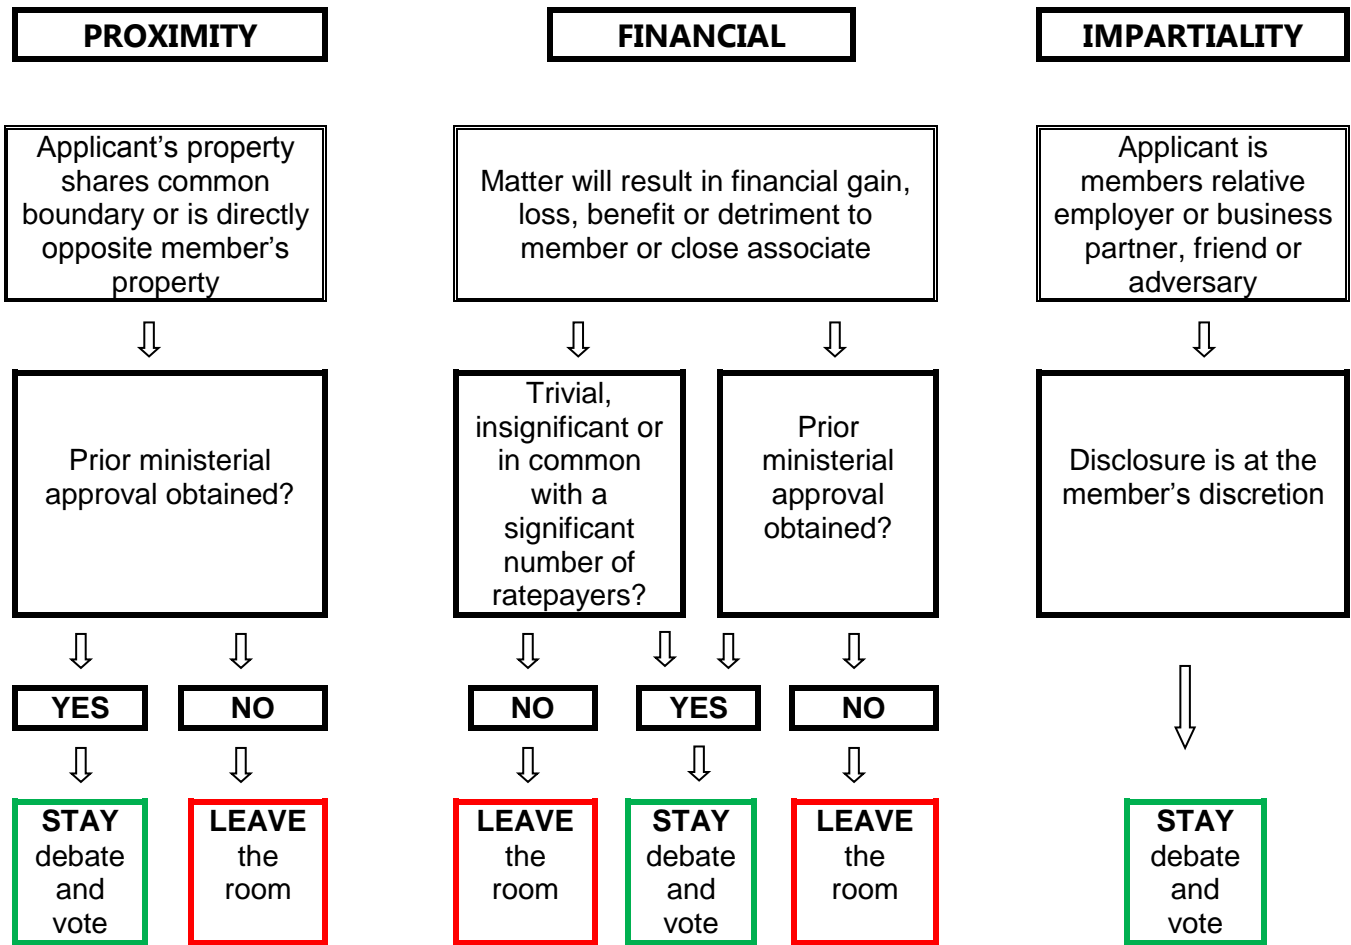 PROXIMITY
FINANCIAL
IMPARTIALITY
Applicant's property
shares common
boundary or is directly
opposite member's
property
Matter will result in financial gain,
loss, benefit or detriment to
member or close associate
Applicant is
members relative
employer or business
partner, friend or
adversary
Prior ministerial
approval obtained?
Trivial,
insignificant or
in common
with a
significant
number of
ratepayers?
Prior
ministerial
approval
obtained?
Disclosure is at the
member's discretion
YES
NO
NO
YES
NO
STAY
debate
and
vote
LEAVE
the
room
LEAVE
the
room
STAY
debate
and
vote
LEAVE
the
room
STAY
debate
and
vote